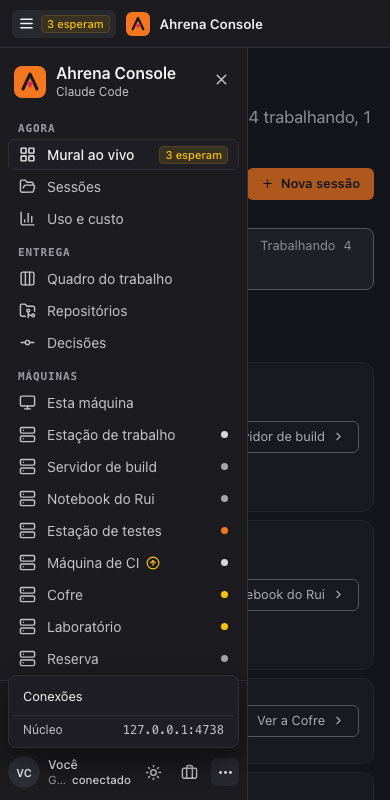 3 esperam
Ahrena Console
Ahrena Console
Claude Code
4 trabalhando, 1
AGORA
Mural ao vivo 3 esperam
Nova sessão
Sessões
Uso e custo
Trabalhando 4
ENTREGA
Quadro do trabalho
Repositórios
Decisões
MÁQUINAS
Esta máquina
Estação de trabalho
idor de build
Servidor de build
Notebook do Rui
Estação de testes
Máquina de CI
Cofre
ebook do Rui
Laboratório
Reserva
Conexões
Núcleo 127.0.0.1:4738
Ver a Cofre
VC
Você
G... conectado